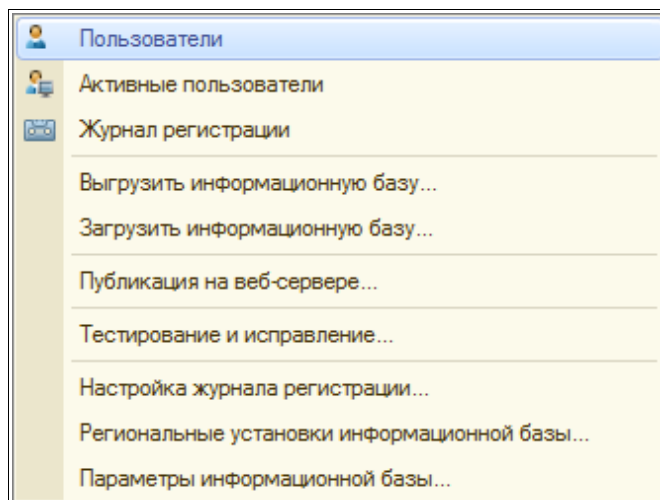 Пользователи
Активные пользователи
Журнал регистрации
Выгрузить информационную базу...
Загрузить информационную базу...
Публикация на веб-сервере...
Тестирование и исправление...
Настройка журнала регистрации...
Региональные установки информационной базы...
Параметры информационной базы...